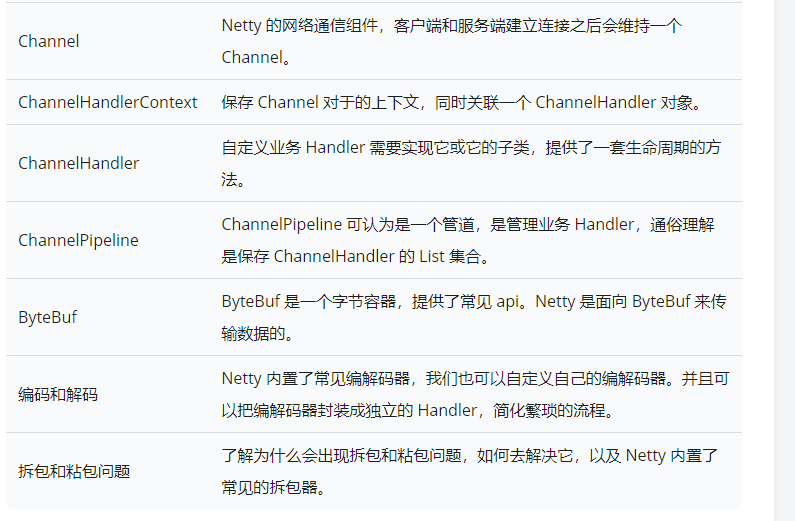 Channel
Netty 的网络通信组件，客户端和服务端建立连接之后会维持一个
Channel。
ChannelHandlerContext
保存 Channel 对于的上下文，同时关联一个 ChannelHandler 对象。
ChannelHandler
自定义业务 Handler 需要实现它或它的子类，提供了一套生命周期的方
法。
ChannelPipeline
ChannelPipeline 可认为是一个管道，是管理业务 Handler，通俗理解
是保存 ChannelHandler 的 List 集合。
ByteBuf
ByteBuf 是一个字节容器，提供了常见 api。Netty 是面向 ByteBuf 来传
输数据的。
编码和解码
Netty 内置了常见编解码器，我们也可以自定义自己的编解码器。并且可
以把编解码器封装成独立的 Handler，简化繁琐的流程。
拆包和粘包问题
了解为什么会出现拆包和粘包问题，如何去解决它，以及 Netty 内置了
常见的拆包器。